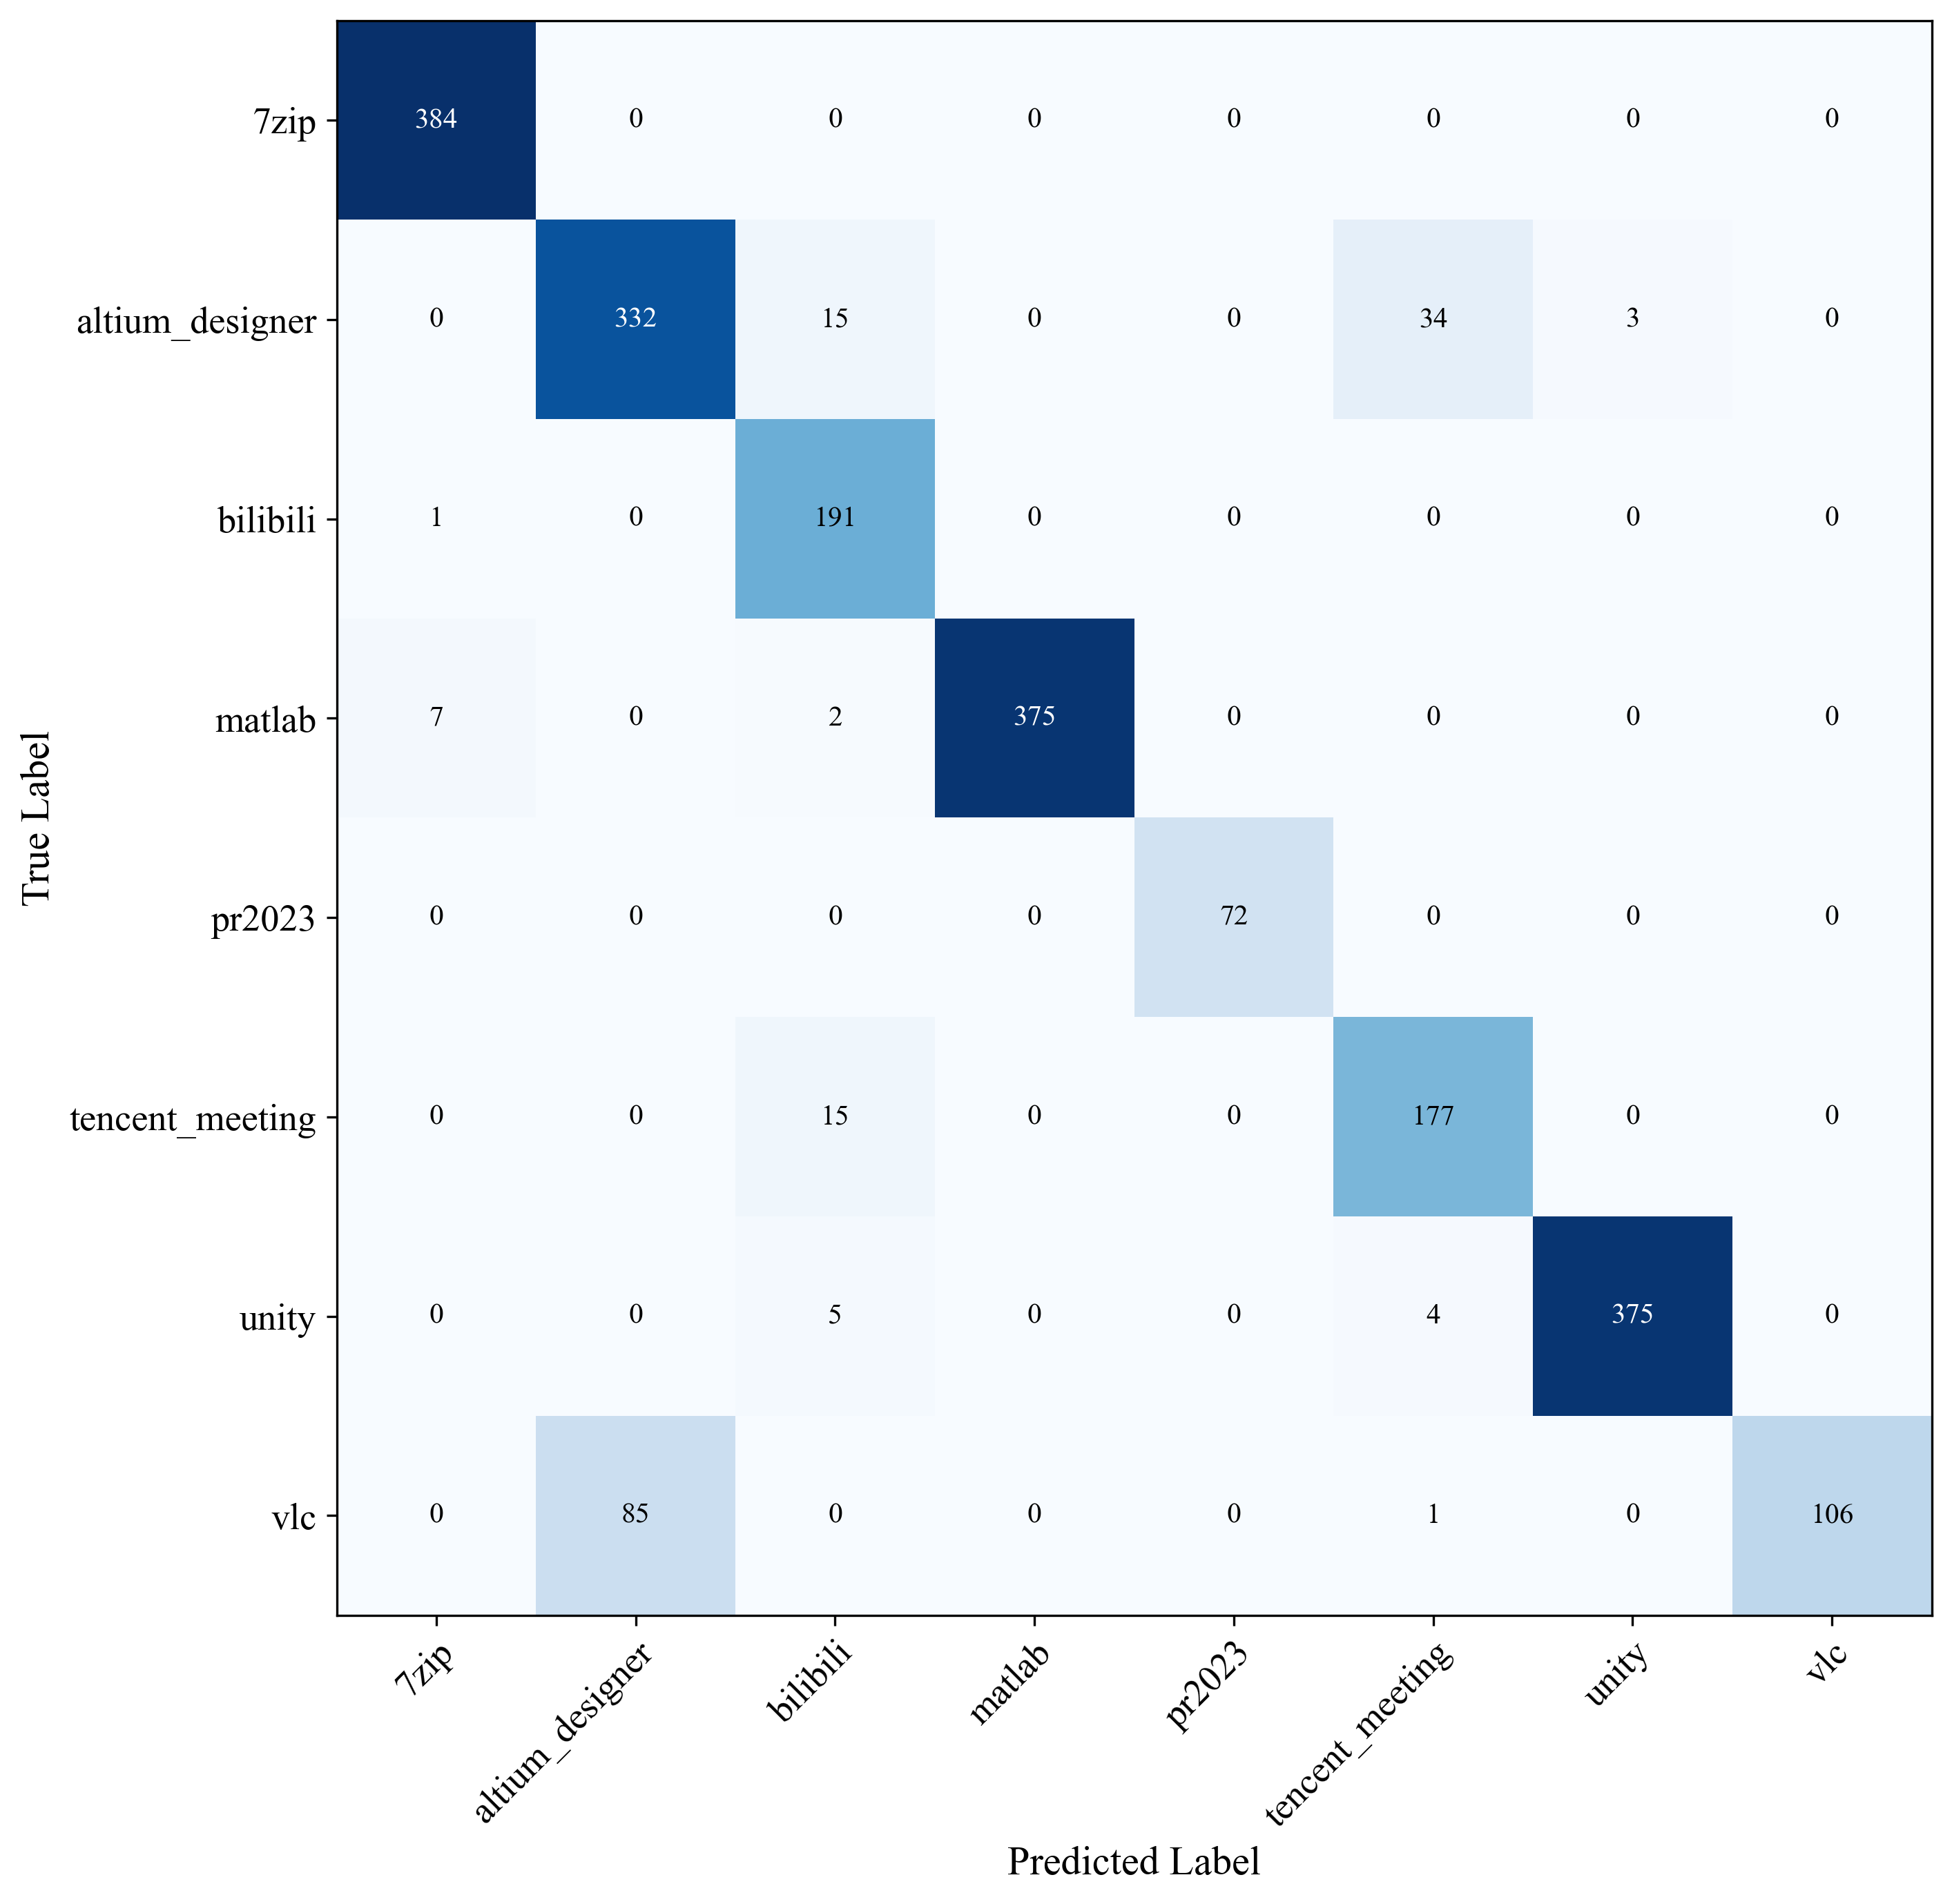 True Label
7zip 384 0 0 0 0 0 0 0
altium_designer 0 332 15 0 0 34 3 0
bilibili 1 0 191 0 0 0 0 0
matlab 7 0 2 375 0 0 0 0
pr2023 0 0 0 0 72 0 0 0
tencent_meeting 0 0 15 0 0 177 0 0
unity 0 0 5 0 0 4 375 0
vlc 0 85 0 0 0 1 0 106
7zip altium_designer bilibili matlab pr2023 tencent_meeting unity vlc
Predicted Label